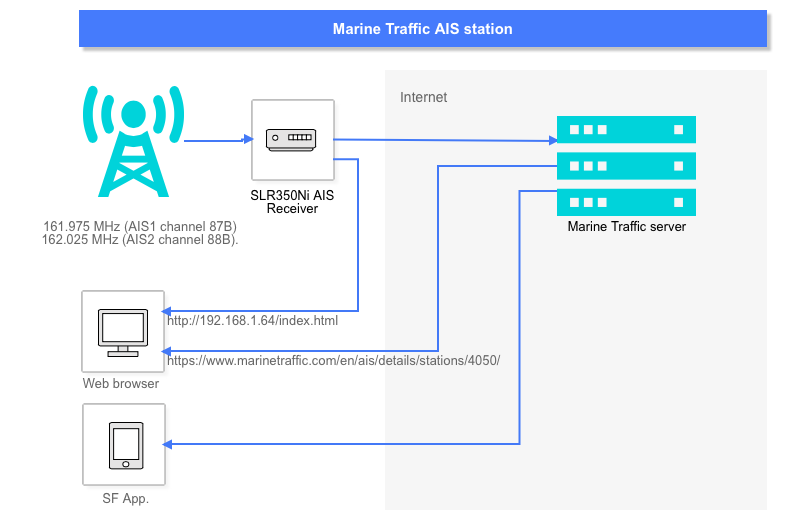 Marine Traffic AIS station
Internet
SLR350Ni AIS
Receiver
161.975 MHz (AIS1 channel 87B)
162.025 MHz (AIS2 channel 88B).
Marine Traffic server
http://192.168.1.64/index.html
https://www.marinetraffic.com/en/ais/details/stations/4050/
Web browser
SF App.